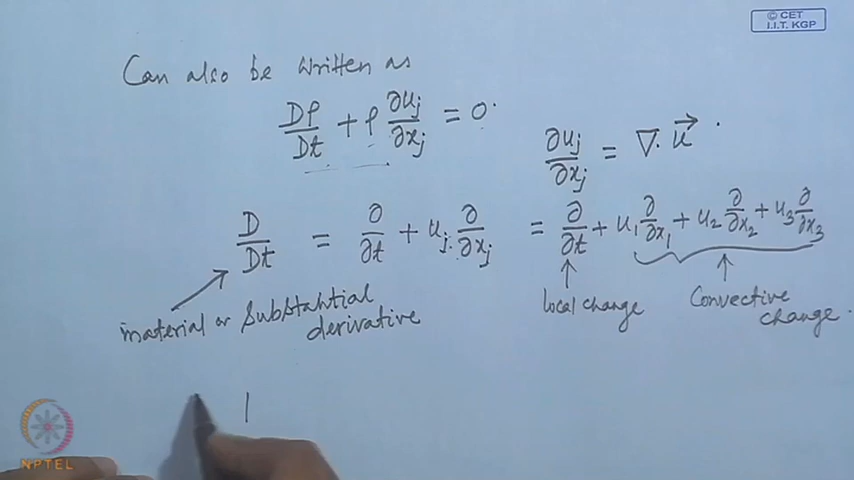 © CET
I.I.T. KGP
Can also be written as
Dρ/Dt + ρ ∂uj/∂xj = 0.
∂uj/∂xj = ∇. u⃗ .
D/Dt = ∂/∂t + uj ∂/∂xj = ∂/∂t + u1 ∂/∂x1 + u2 ∂/∂x2 + u3 ∂/∂x3
material or Substantial derivative
local change
Convective change.
NPTEL